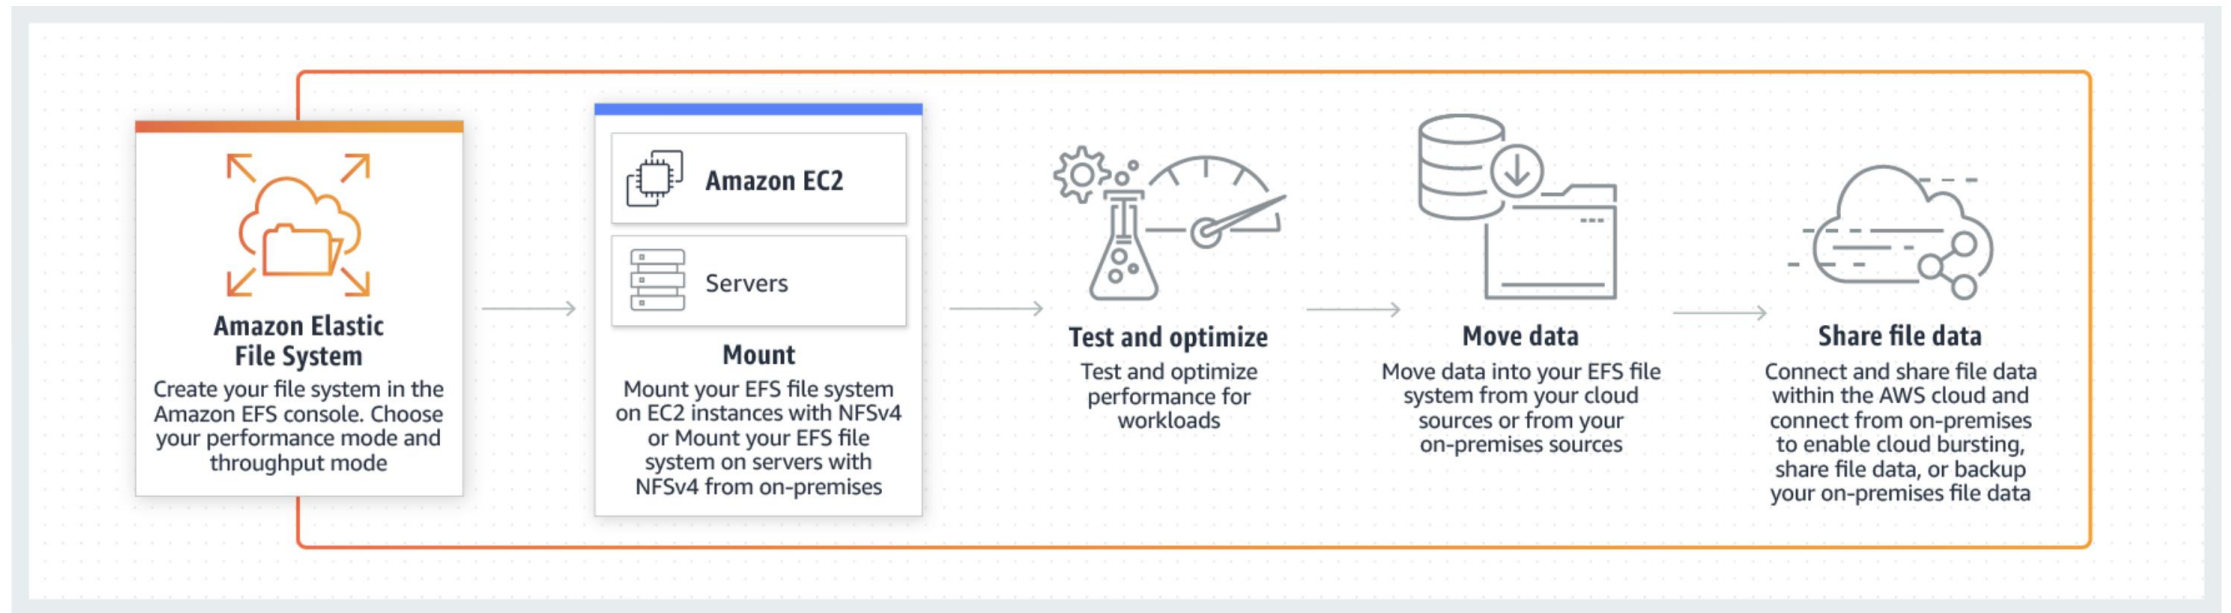 Amazon Elastic
File System
Create your file system in the
Amazon EFS console. Choose
your performance mode and
throughput mode
Amazon EC2
Servers
Mount
Mount your EFS file system
on EC2 instances with NFSv4
or Mount your EFS file
system on servers with
NFSv4 from on-premises
Test and optimize
Test and optimize
performance for
workloads
Move data
Move data into your EFS file
system from your cloud
sources or from your
on-premises sources
Share file data
Connect and share file data
within the AWS cloud and
connect from on-premises
to enable cloud bursting,
share file data, or backup
your on-premises file data